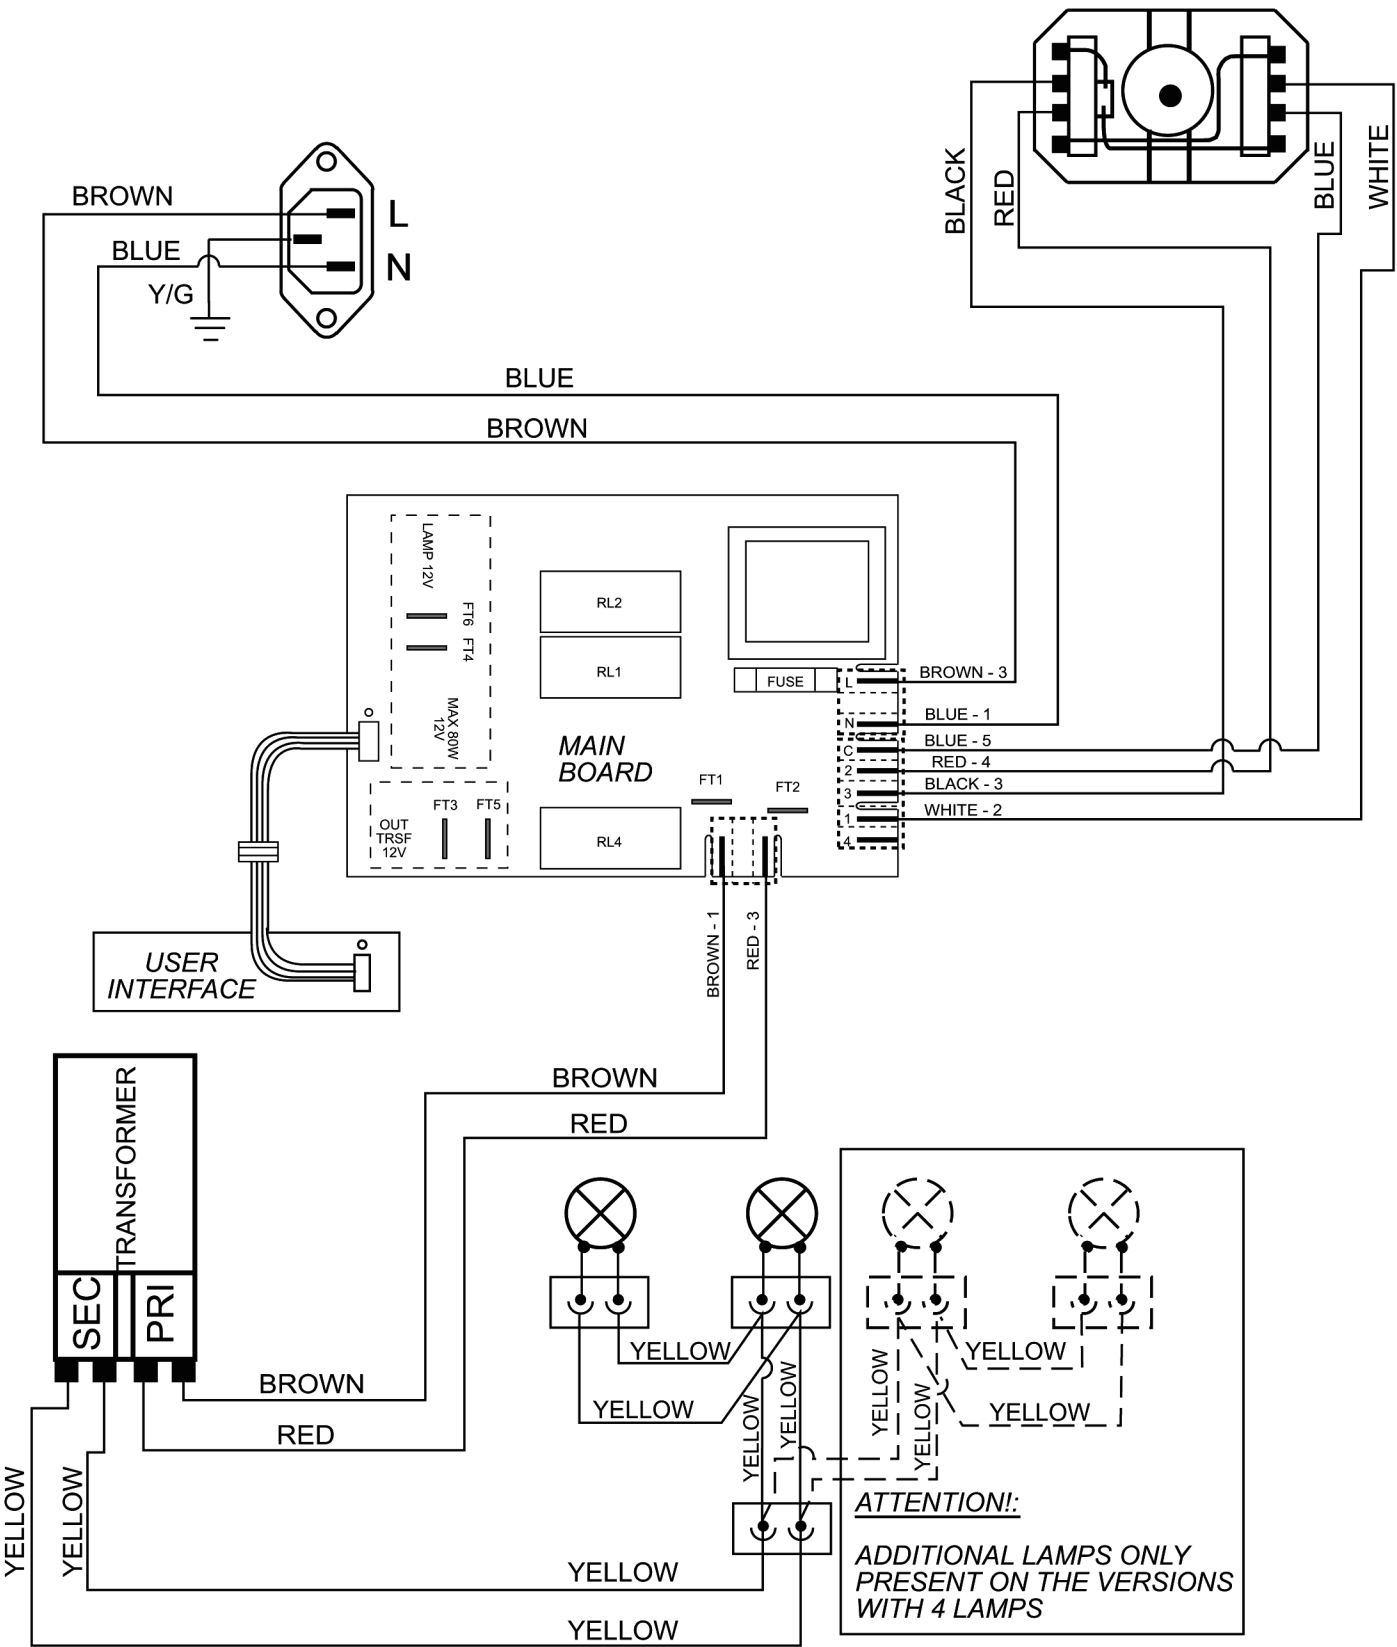 BLACK
RED
BLUE
WHITE
BROWN
L
BLUE
N
Y/G
BLUE
BROWN
LAMP 12V
FT6
FT4
MAX 80W
12V
RL2
RL1
FUSE
L
BROWN - 3
N
BLUE - 1
C
BLUE - 5
2
RED - 4
3
BLACK - 3
1
WHITE - 2
4
MAIN
BOARD
FT1
FT2
FT3
FT5
OUT
TRSF
12V
RL4
BROWN - 1
RED - 3
USER
INTERFACE
TRANSFORMER
SEC
PRI
BROWN
RED
BROWN
RED
YELLOW
YELLOW
YELLOW
YELLOW
YELLOW
YELLOW
YELLOW
YELLOW
YELLOW
YELLOW
YELLOW
YELLOW
ATTENTION!:
ADDITIONAL LAMPS ONLY
PRESENT ON THE VERSIONS
WITH 4 LAMPS